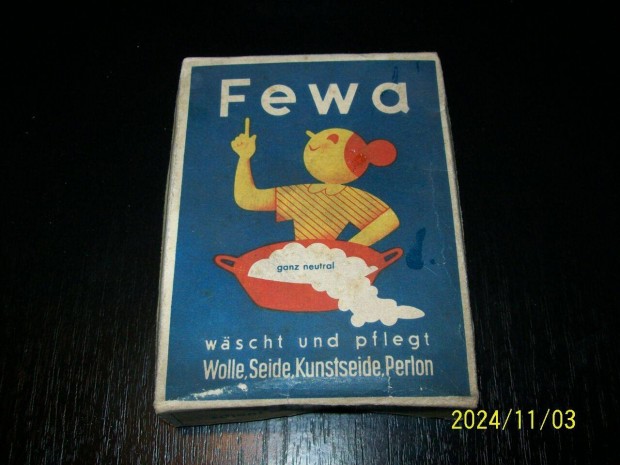 Fewa
ganz neutral
wäscht und pflegt
Wolle, Seide, Kunstseide, Perlon
2024/11/03